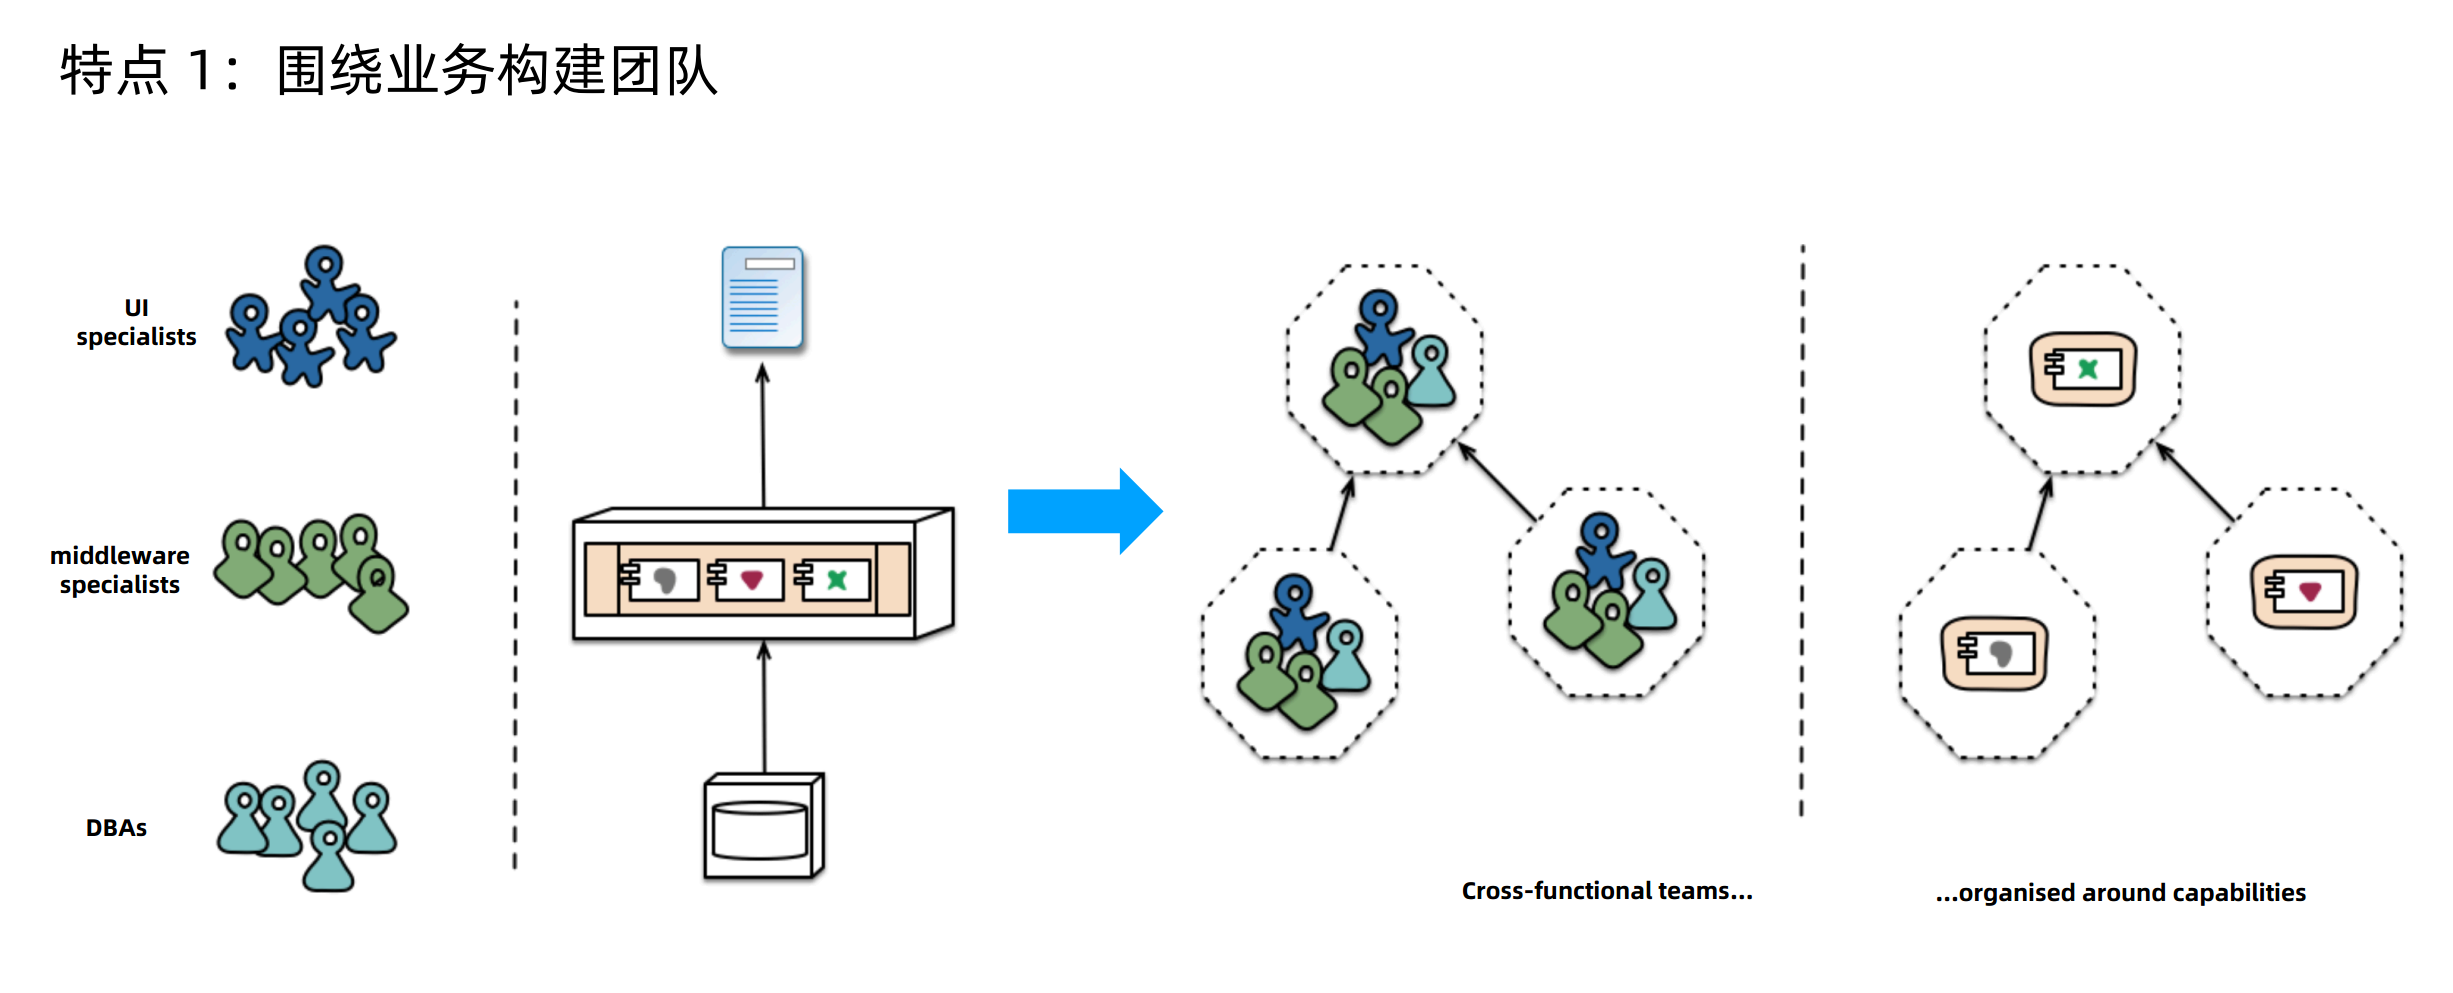 特点 1：围绕业务构建团队
UI
specialists
middleware
specialists
DBAs
Cross-functional teams...
...organised around capabilities